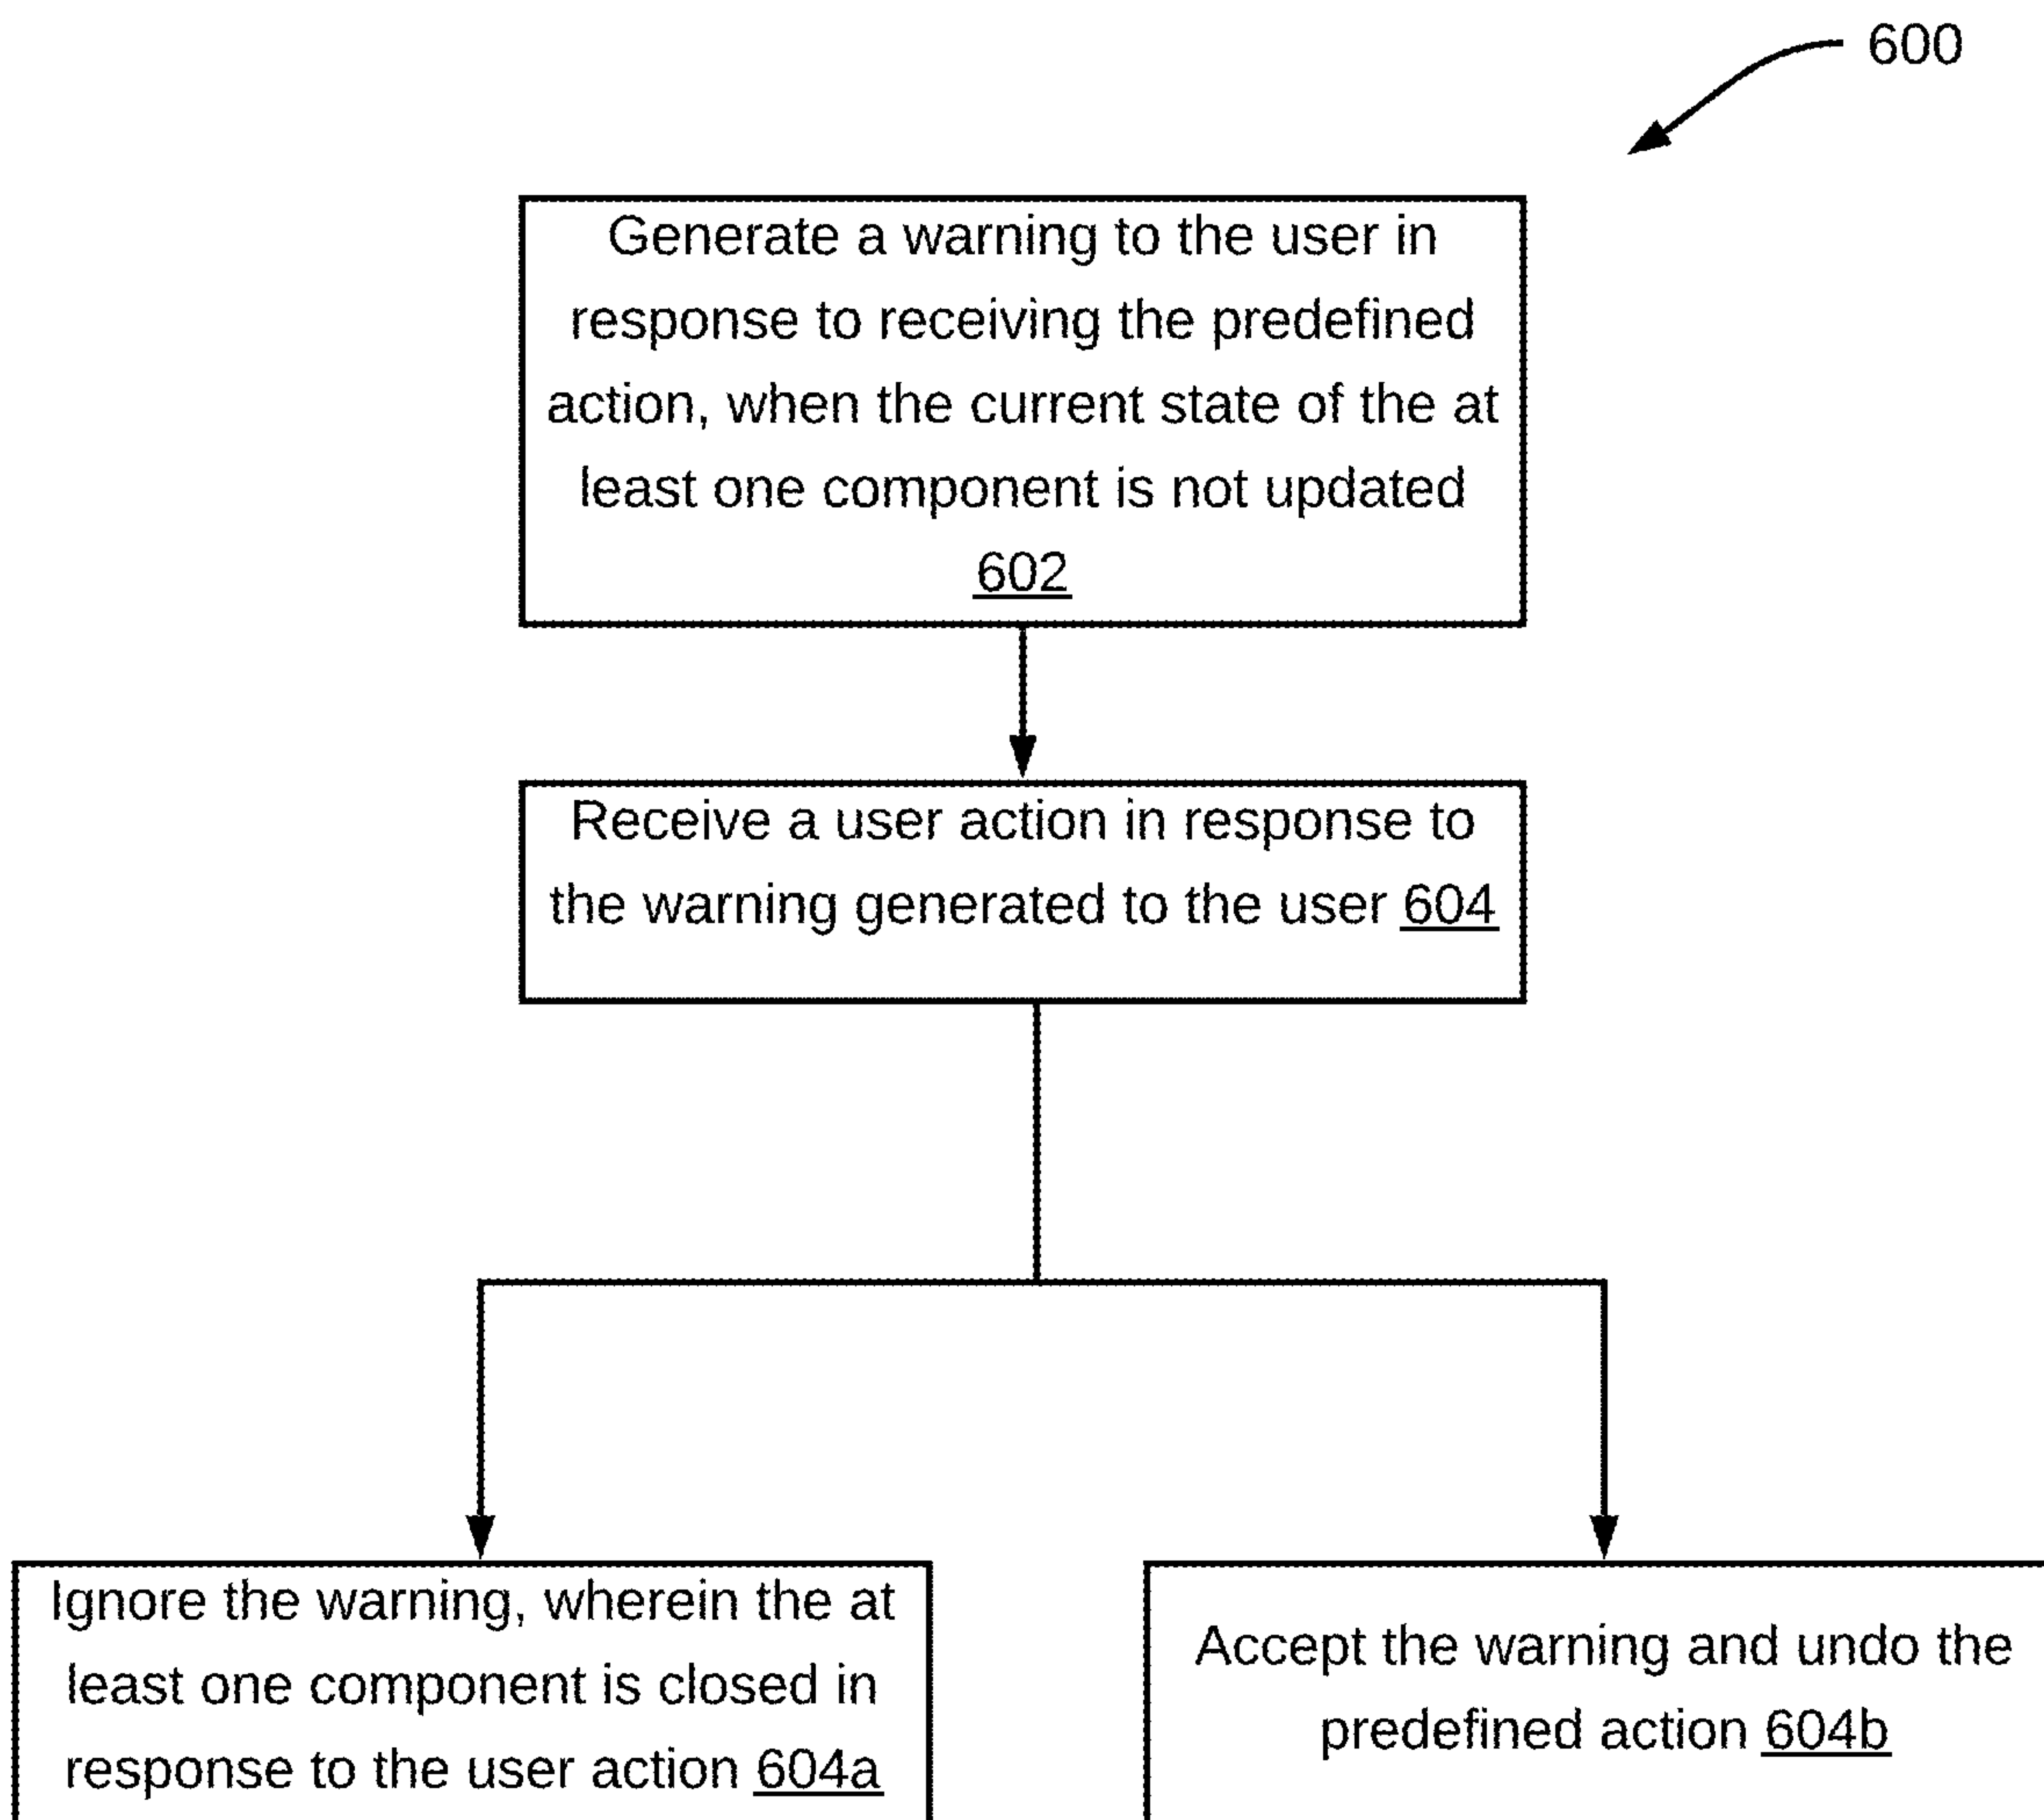 600
Generate a warning to the user in
response to receiving the predefined
action, when the current state of the at
least one component is not updated
602
Receive a user action in response to
the warning generated to the user 604
Ignore the warning, wherein the at
least one component is closed in
response to the user action 604a
Accept the warning and undo the
predefined action 604b